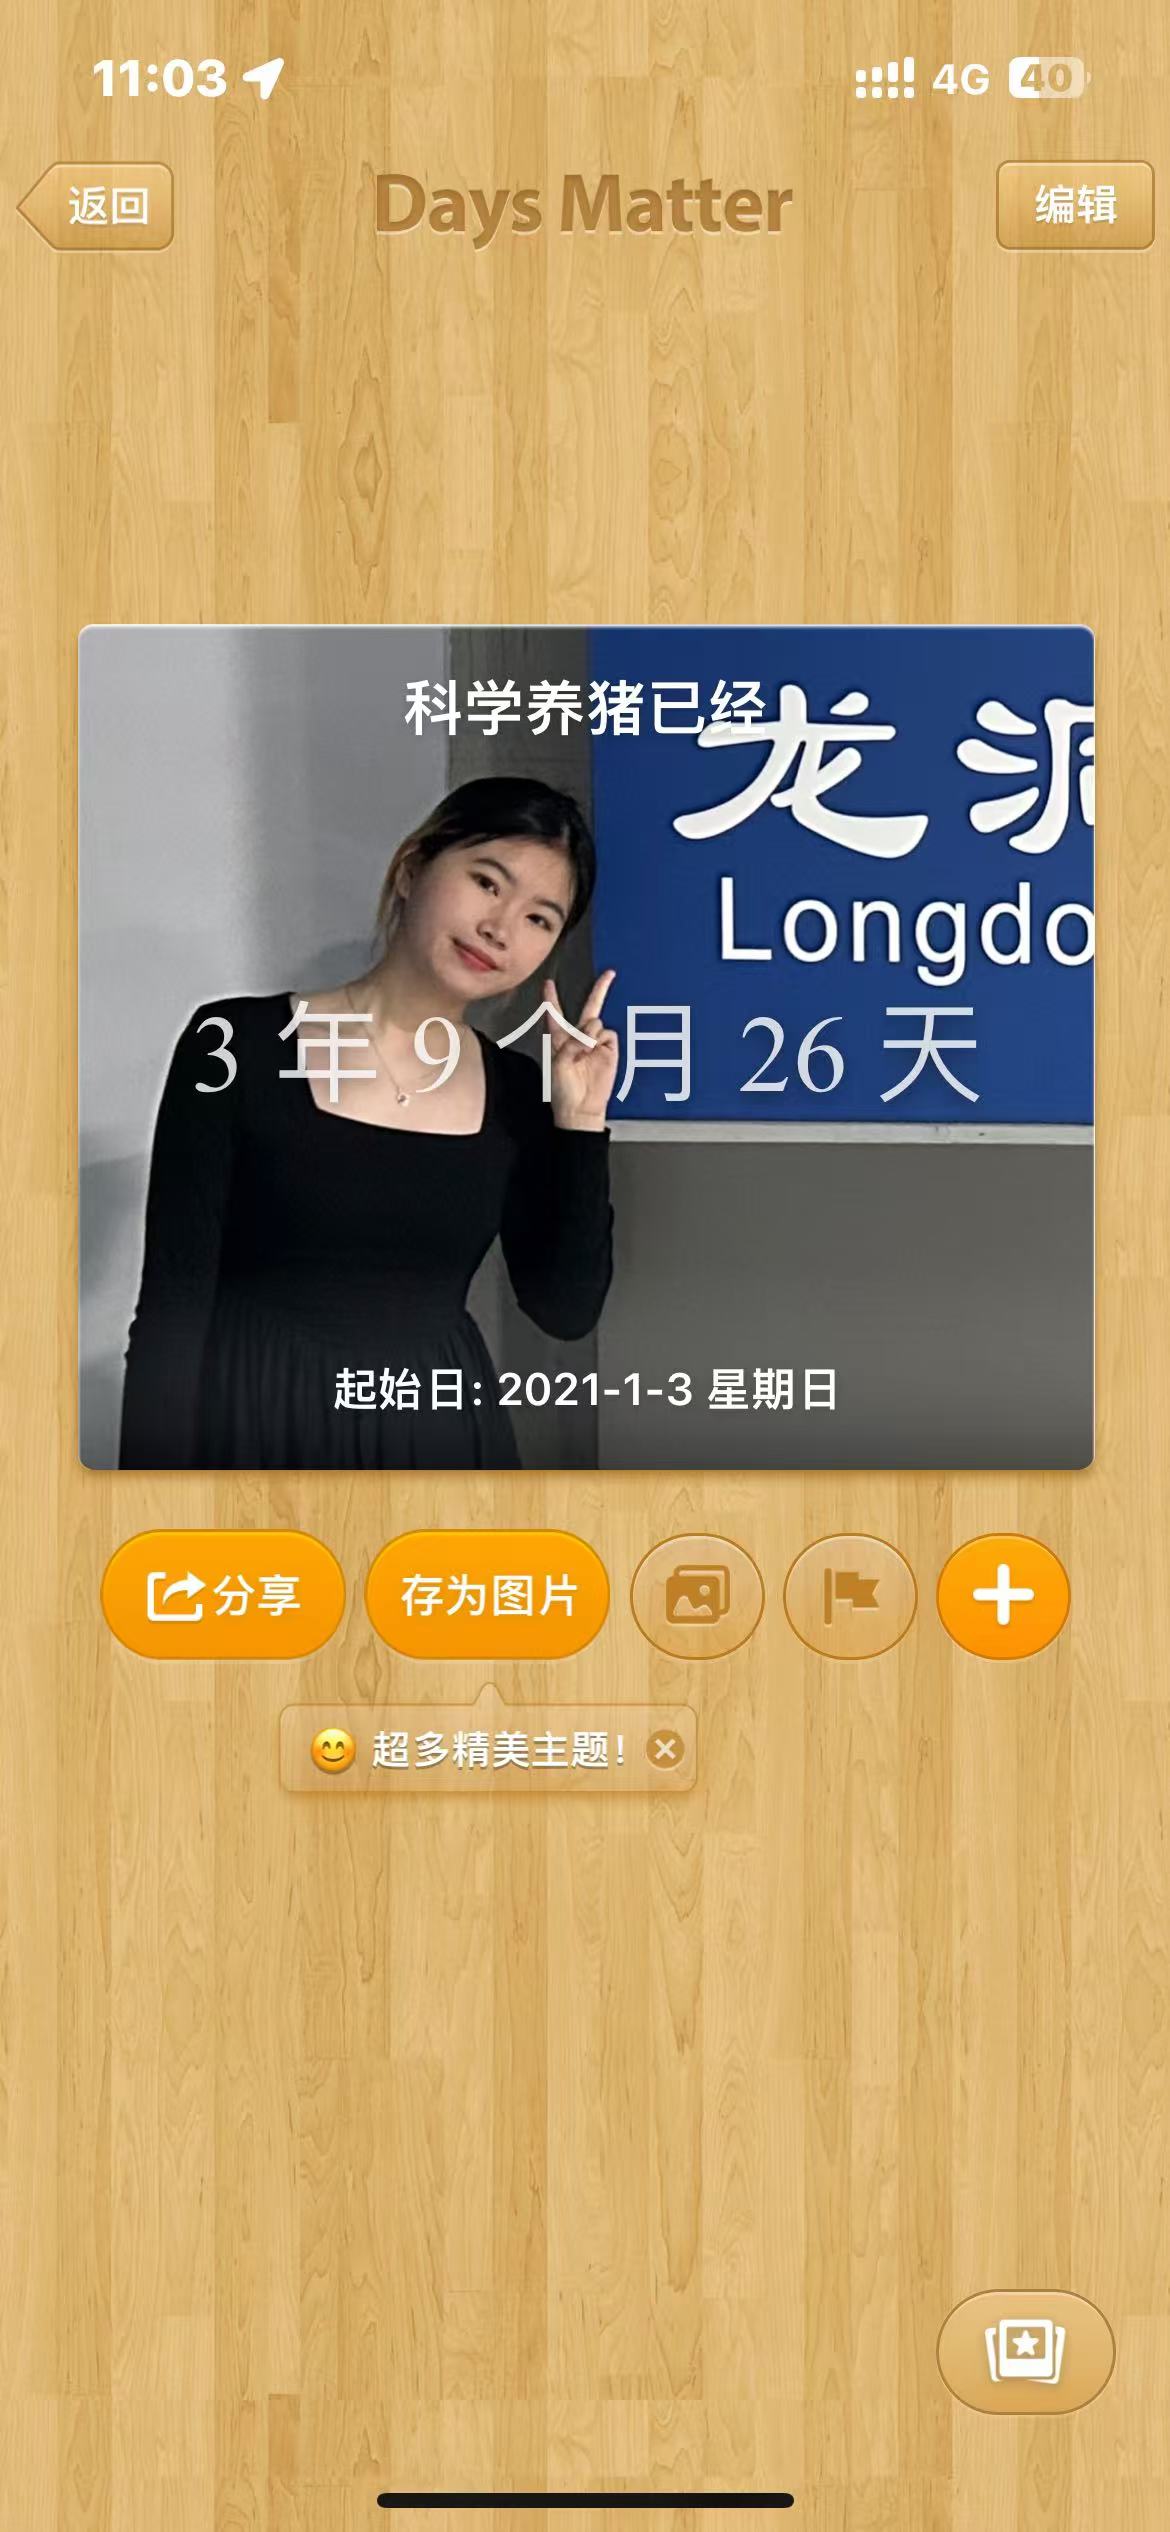 11:03 4G 40
返回 Days Matter 编辑
科学养猪已经
龙洞
Longdo
3 年 9 个月 26 天
起始日: 2021-1-3 星期日
分享 存为图片
😊 超多精美主题!